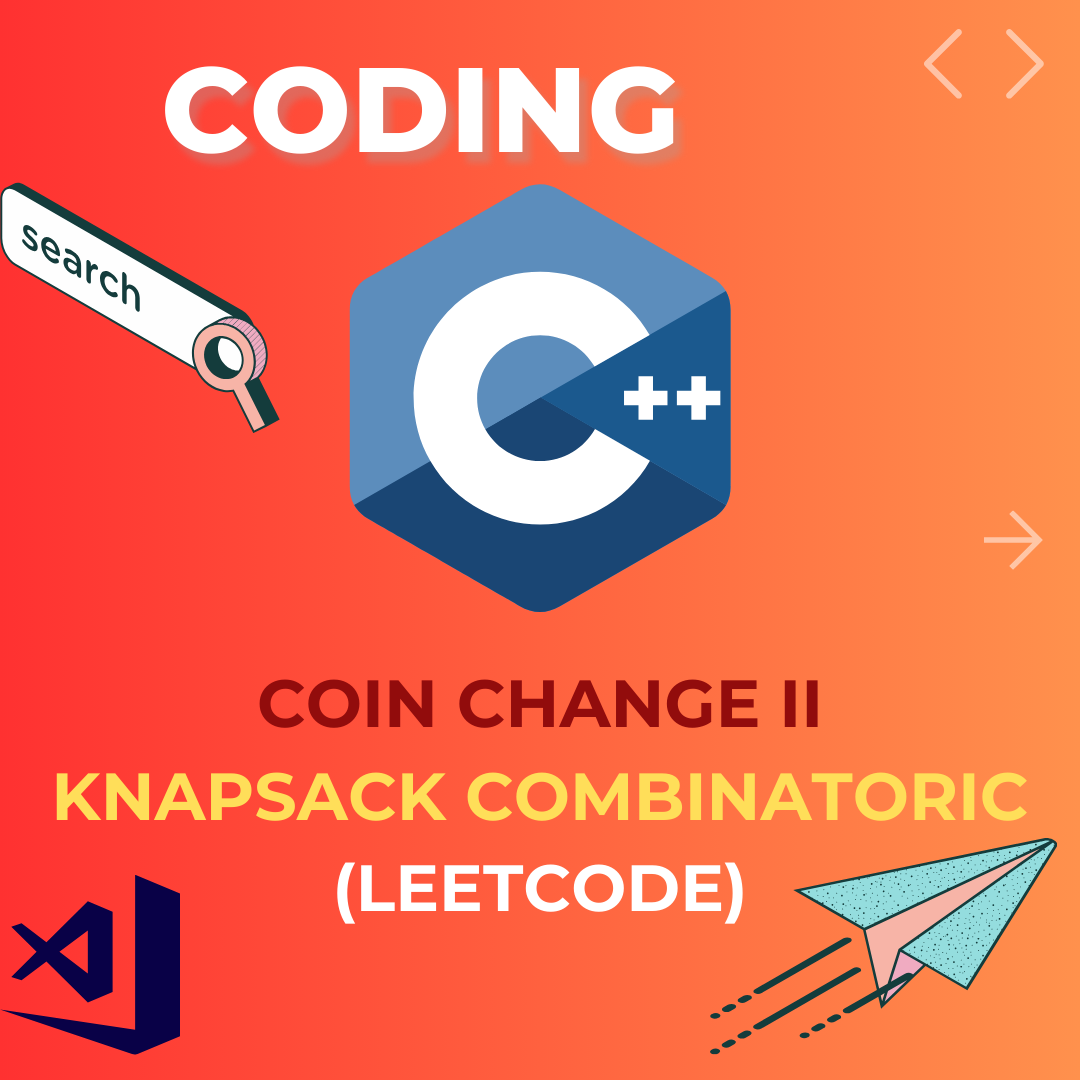 CODING
search
C++
COIN CHANGE II
KNAPSACK COMBINATORIC
(LEETCODE)